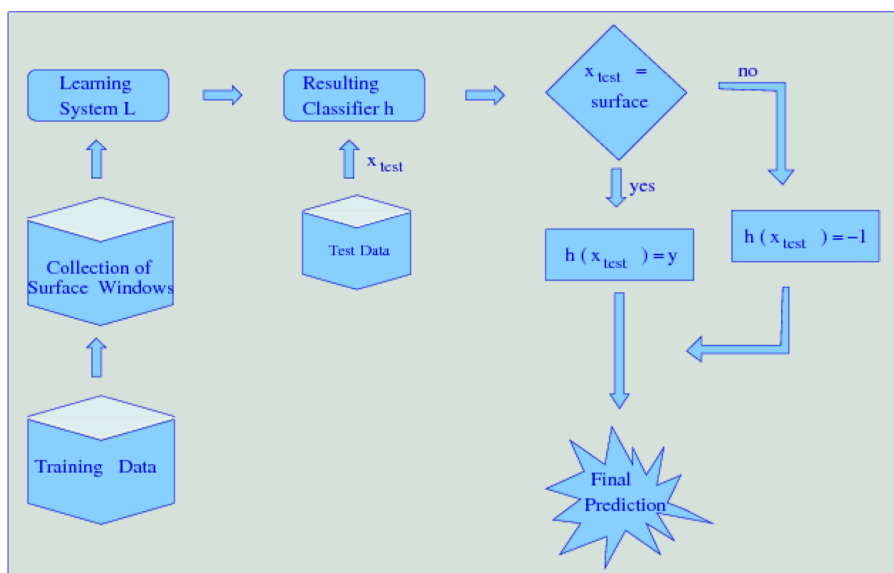 Learning
System L
Resulting
Classifier h
x test =
surface
no
x test
yes
Collection of
Surface Windows
Test Data
h ( x test ) = y
h ( x test ) = −1
Training Data
Final
Prediction